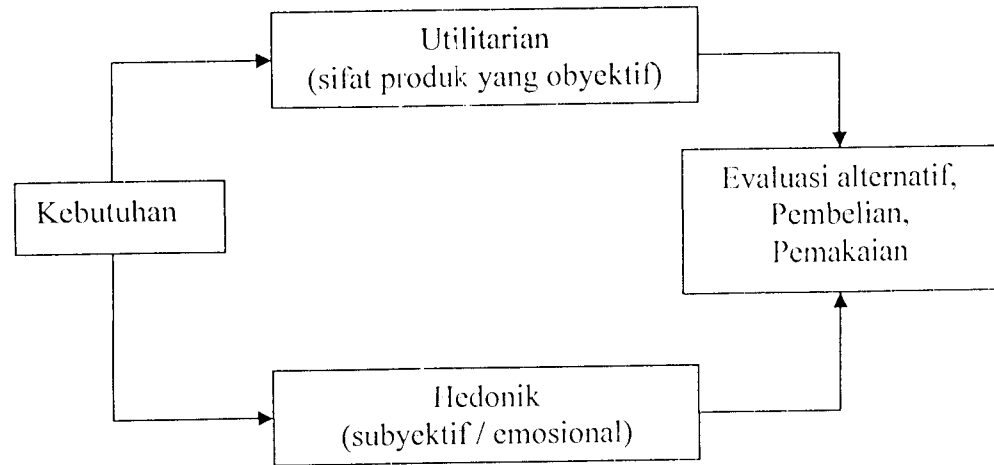 Utilitarian
(sifat produk yang obyektif)
Kebutuhan
Evaluasi alternatif,
Pembelian,
Pemakaian
Hedonik
(subyektif / emosional)